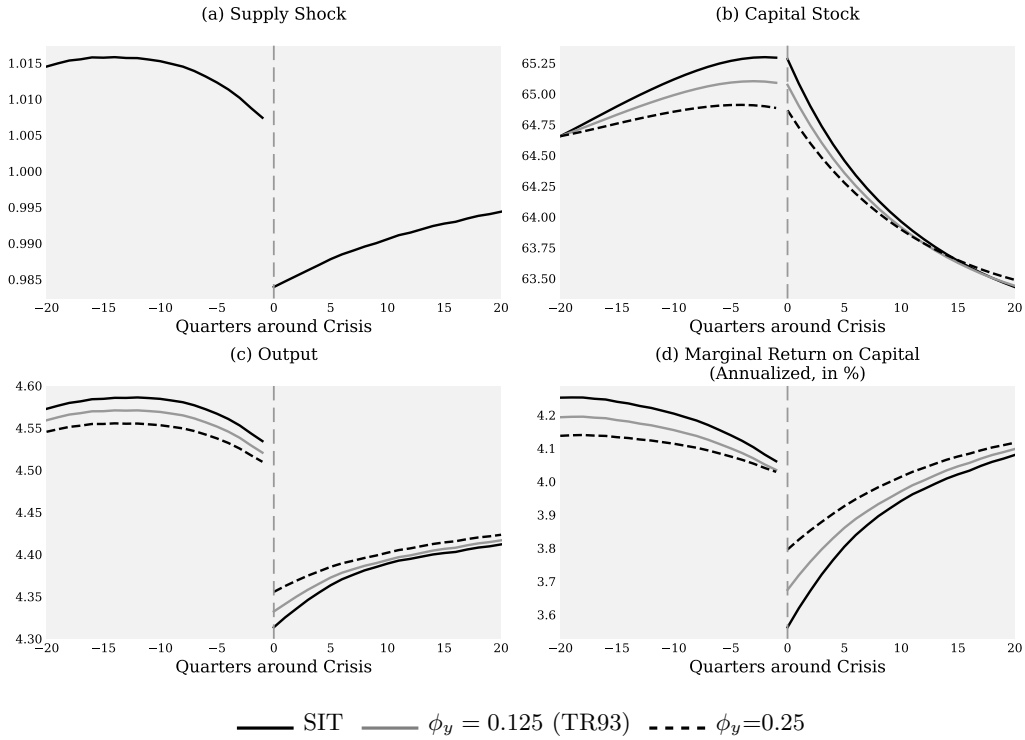 (a) Supply Shock
1.015
1.010
1.005
1.000
0.995
0.990
0.985
−20 −15 −10 −5 0 5 10 15 20
Quarters around Crisis
(b) Capital Stock
65.25
65.00
64.75
64.50
64.25
64.00
63.75
63.50
−20 −15 −10 −5 0 5 10 15 20
Quarters around Crisis
(c) Output
4.60
4.55
4.50
4.45
4.40
4.35
4.30
−20 −15 −10 −5 0 5 10 15 20
Quarters around Crisis
(d) Marginal Return on Capital
(Annualized, in %)
4.2
4.1
4.0
3.9
3.8
3.7
3.6
−20 −15 −10 −5 0 5 10 15 20
Quarters around Crisis
SIT ϕ_y = 0.125 (TR93) ϕ_y=0.25